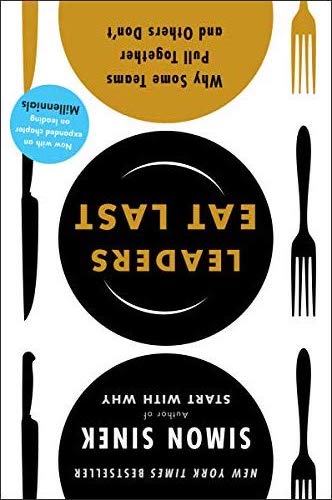 NEW YORK TIMES BESTSELLER
SIMON SINEK
Author of
START WITH WHY
LEADERS
EAT LAST
Now with an
expanded chapter
on leading
Millennials
Why Some Teams
Pull Together
and Others Don't